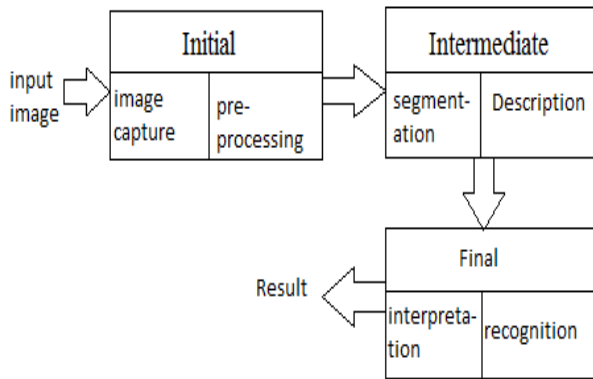 input
image
Initial
image
capture
pre-
processing
Intermediate
segment-
ation
Description
Final
interpreta-
tion
recognition
Result